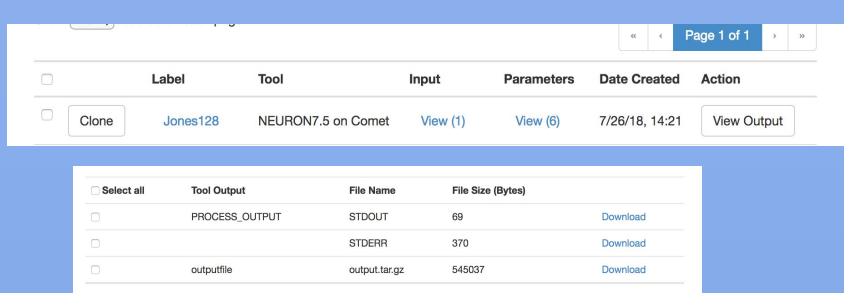 « ‹ Page 1 of 1 › »
Label Tool Input Parameters Date Created Action
Clone Jones128 NEURON7.5 on Comet View (1) View (6) 7/26/18, 14:21 View Output
Select all Tool Output File Name File Size (Bytes)
PROCESS_OUTPUT STDOUT 69 Download
STDERR 370 Download
outputfile output.tar.gz 545037 Download